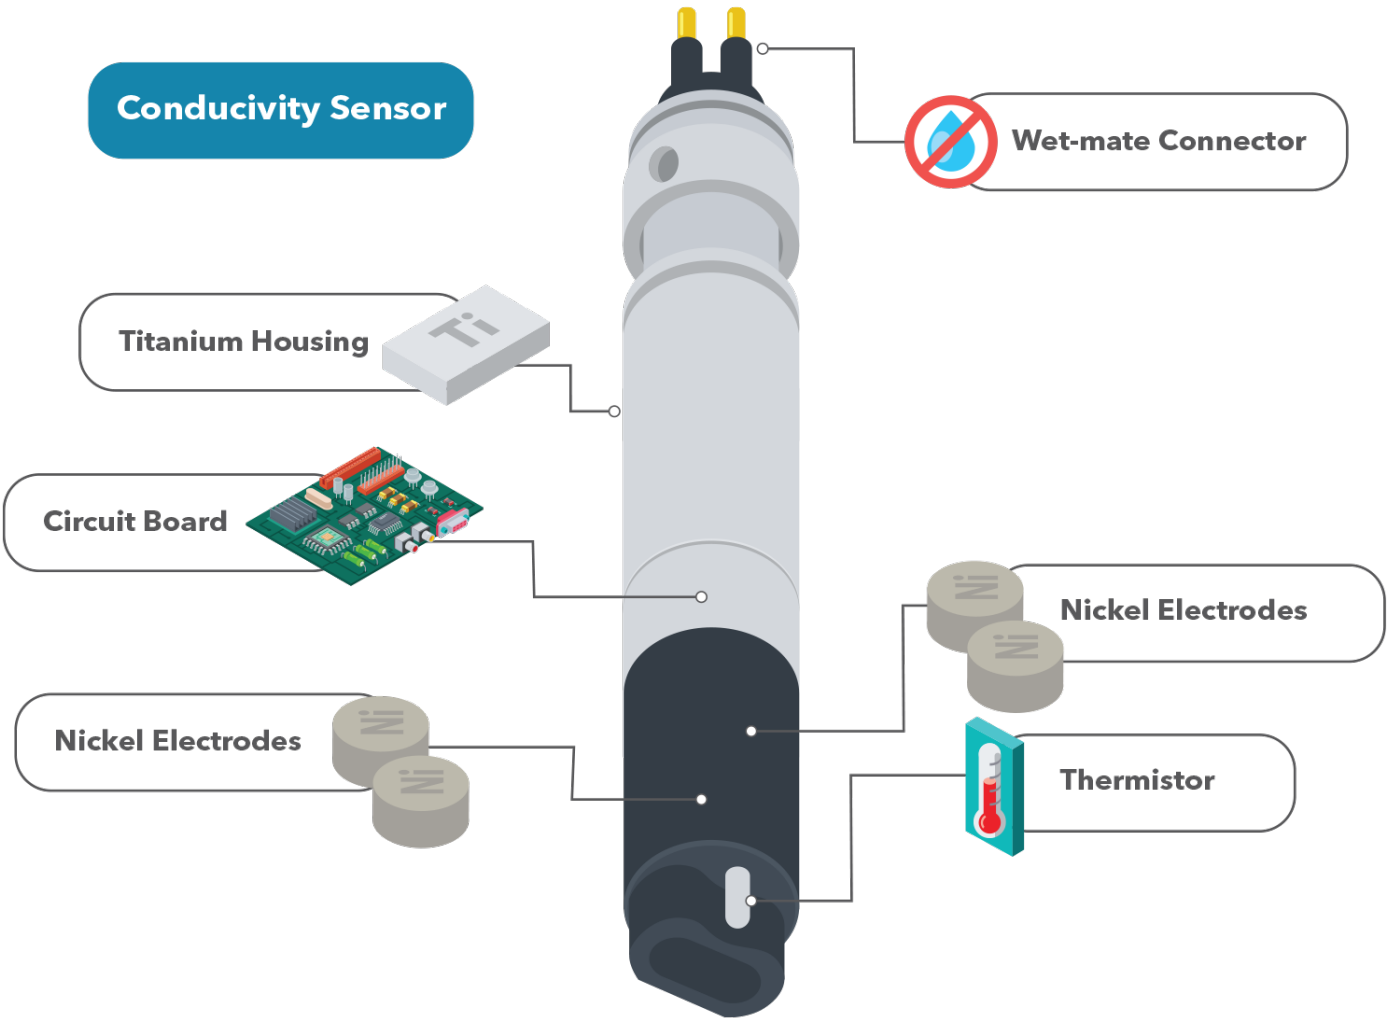 Conducivity Sensor
Wet-mate Connector
Titanium Housing
Ti
Circuit Board
Ni
Ni
Nickel Electrodes
Nickel Electrodes
Ni
Ni
Thermistor